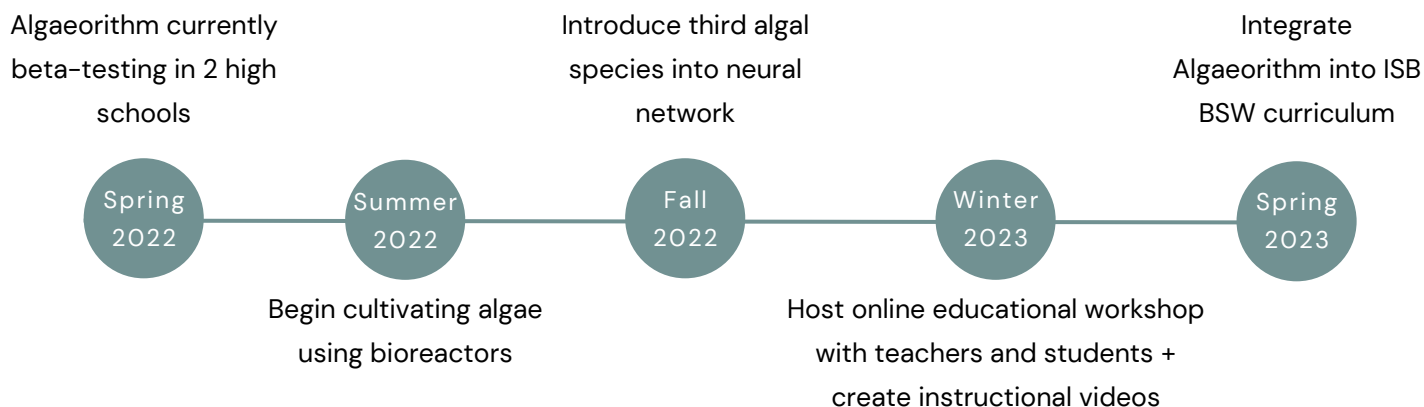 Algaeorithm currently
beta-testing in 2 high
schools
Spring
2022
Summer
2022
Begin cultivating algae
using bioreactors
Introduce third algal
species into neural
network
Fall
2022
Winter
2023
Host online educational workshop
with teachers and students +
create instructional videos
Integrate
Algaeorithm into ISB
BSW curriculum
Spring
2023